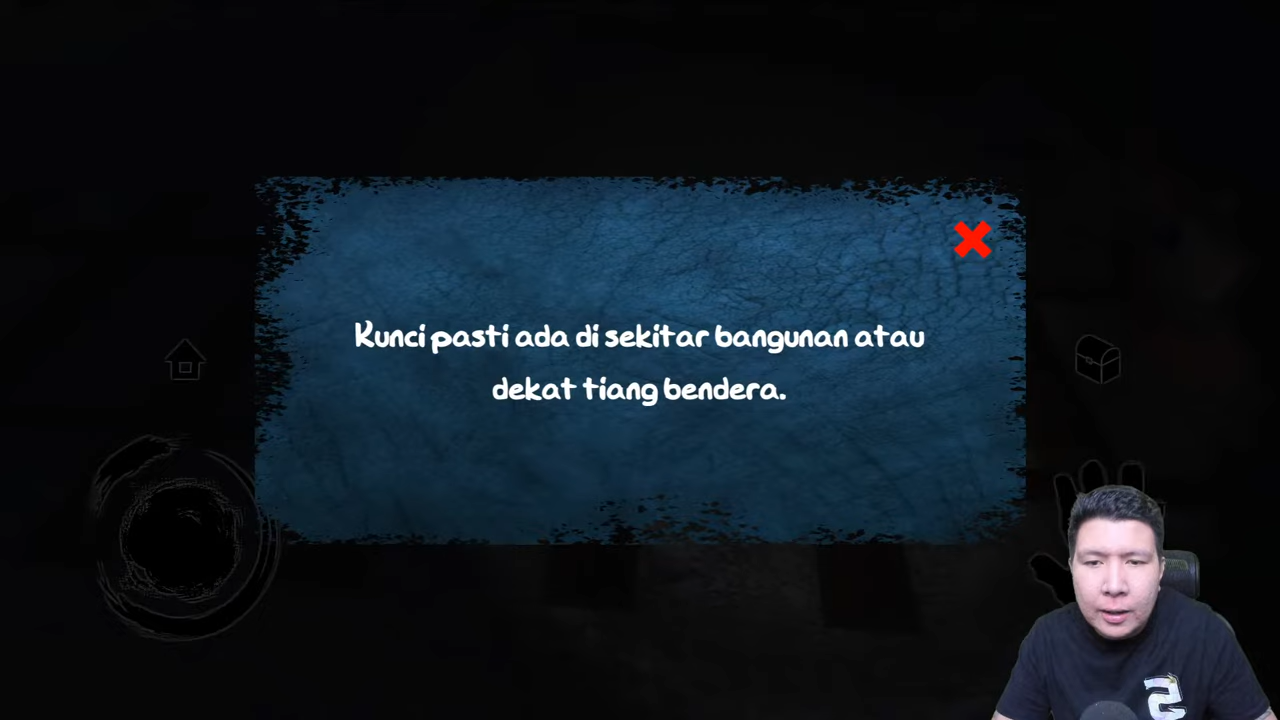 Kunci pasti ada di sekitar bangunan atau
dekat tiang bendera.